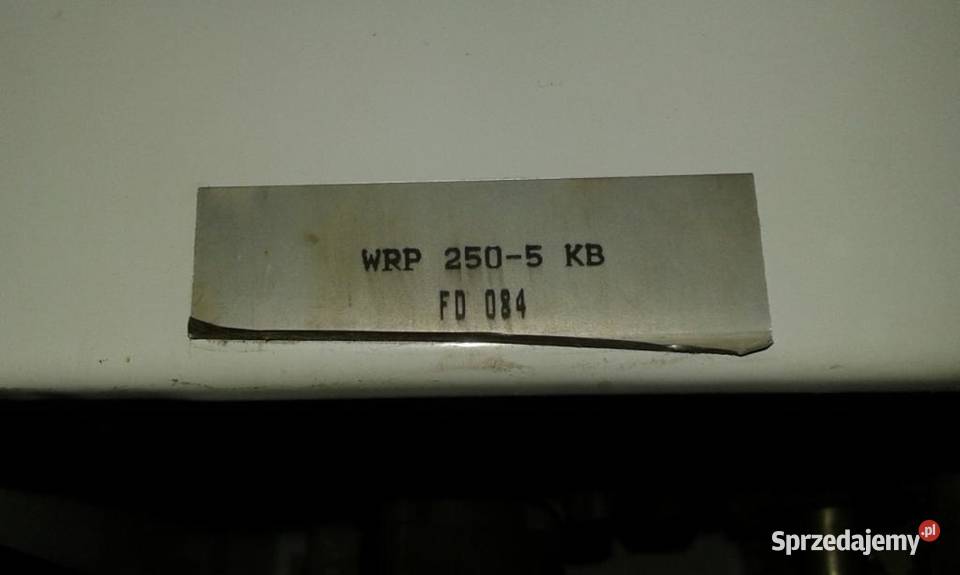 WRP 250-5 KB
FD 084
Sprzedajemy.pl